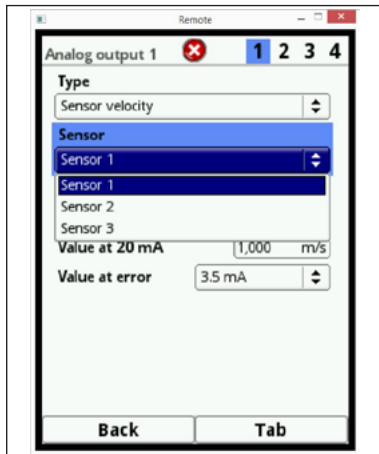 Remote
Analog output 1 1 2 3 4
Type
Sensor velocity
Sensor
Sensor 1
Sensor 1
Sensor 2
Sensor 3
Value at 20 mA 1,000 m/s
Value at error 3.5 mA
Back Tab